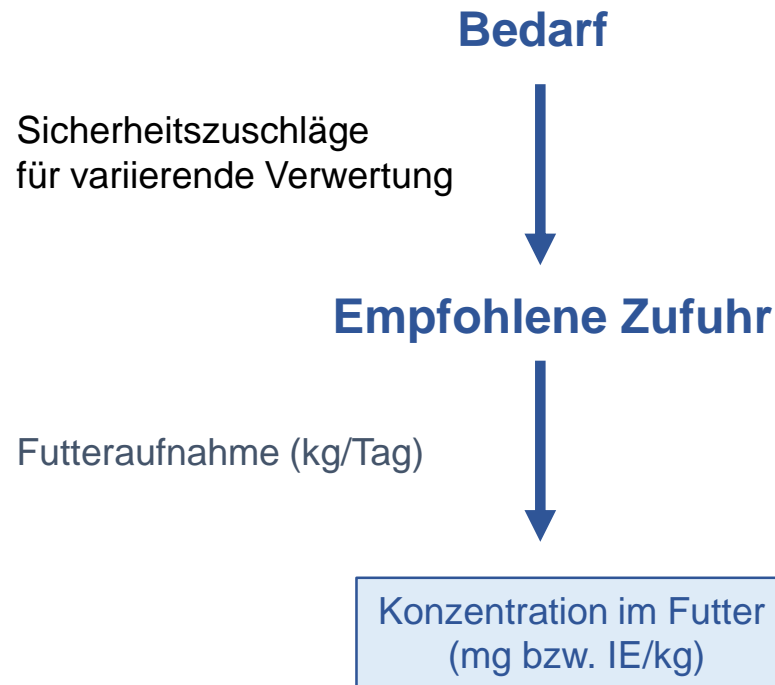 Bedarf
Sicherheitszuschläge
für variierende Verwertung
Empfohlene Zufuhr
Futteraufnahme (kg/Tag)
Konzentration im Futter
(mg bzw. IE/kg)